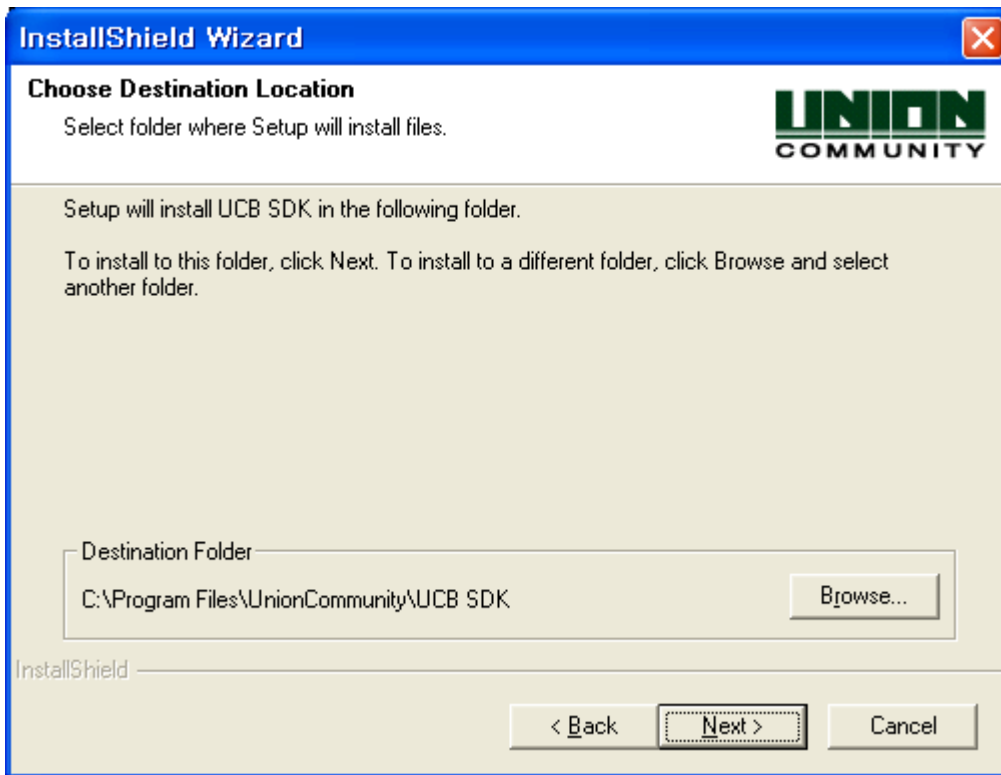 InstallShield Wizard
Choose Destination Location
Select folder where Setup will install files.
UNION
COMMUNITY
Setup will install UCB SDK in the following folder.
To install to this folder, click Next. To install to a different folder, click Browse and select
another folder.
Destination Folder
C:\Program Files\UnionCommunity\UCB SDK
Browse...
InstallShield
< Back
Next >
Cancel